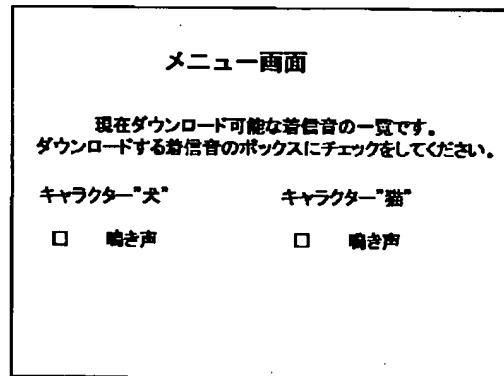 メニュー画面
現在ダウンロード可能な着信音の一覧です。
ダウンロードする着信音のボックスにチェックをしてください。
キャラクター"犬" キャラクター"猫"
□ 鳴き声 □ 鳴き声